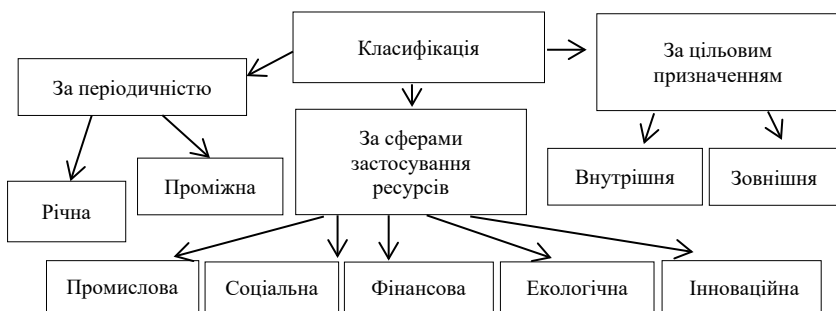 Класифікація
За періодичністю
За цільовим
призначенням
За сферами
застосування
ресурсів
Річна
Проміжна
Внутрішня
Зовнішня
Промислова
Соціальна
Фінансова
Екологічна
Інноваційна